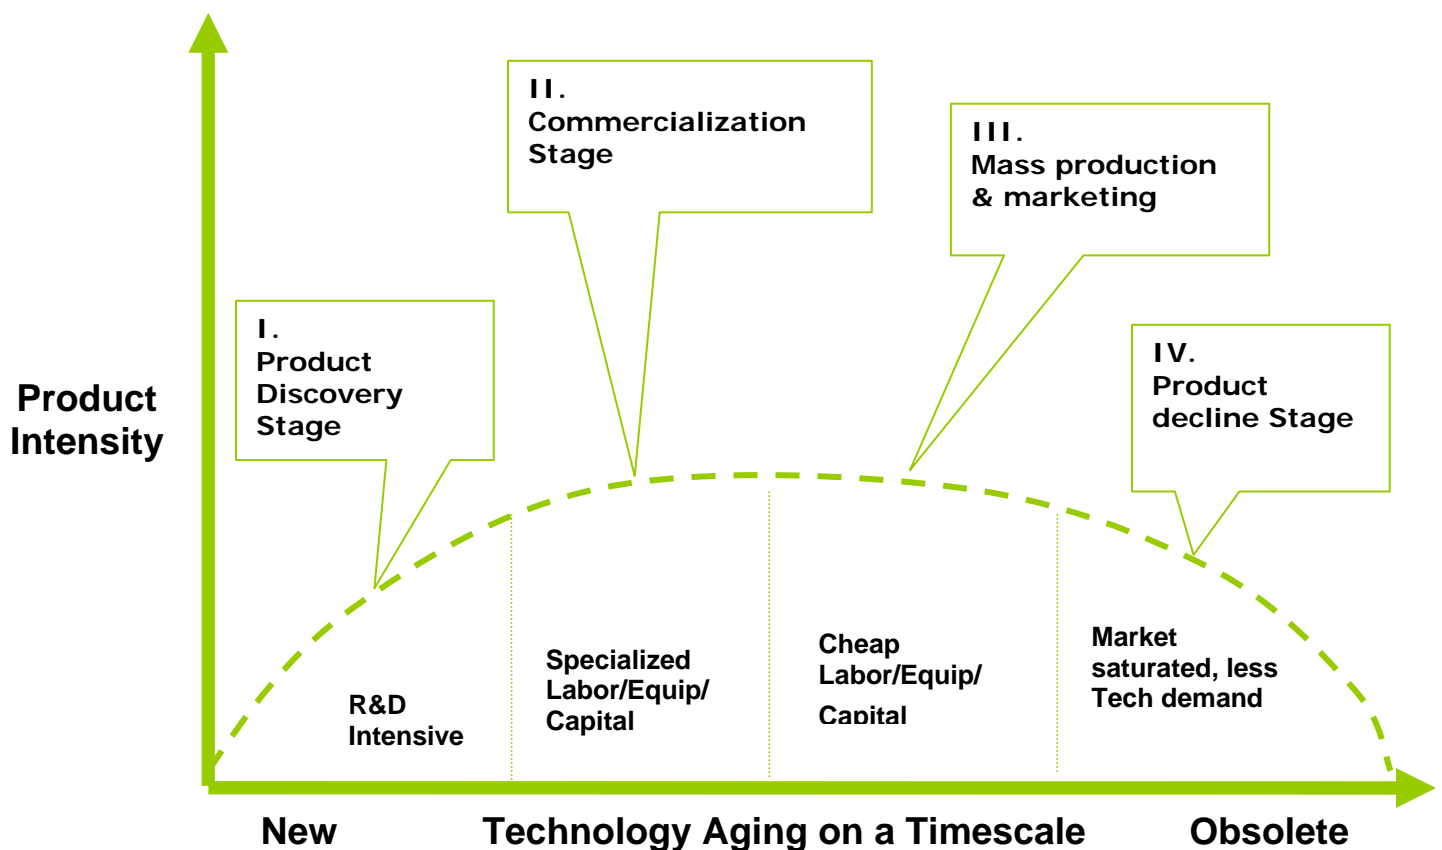 II.
Commercialization
Stage
III.
Mass production
& marketing
I.
Product
Discovery
Stage
IV.
Product
decline Stage
Product
Intensity
R&D
Intensive
Specialized
Labor/Equip/
Capital
Cheap
Labor/Equip/
Capital
Market
saturated, less
Tech demand
New
Technology Aging on a Timescale
Obsolete